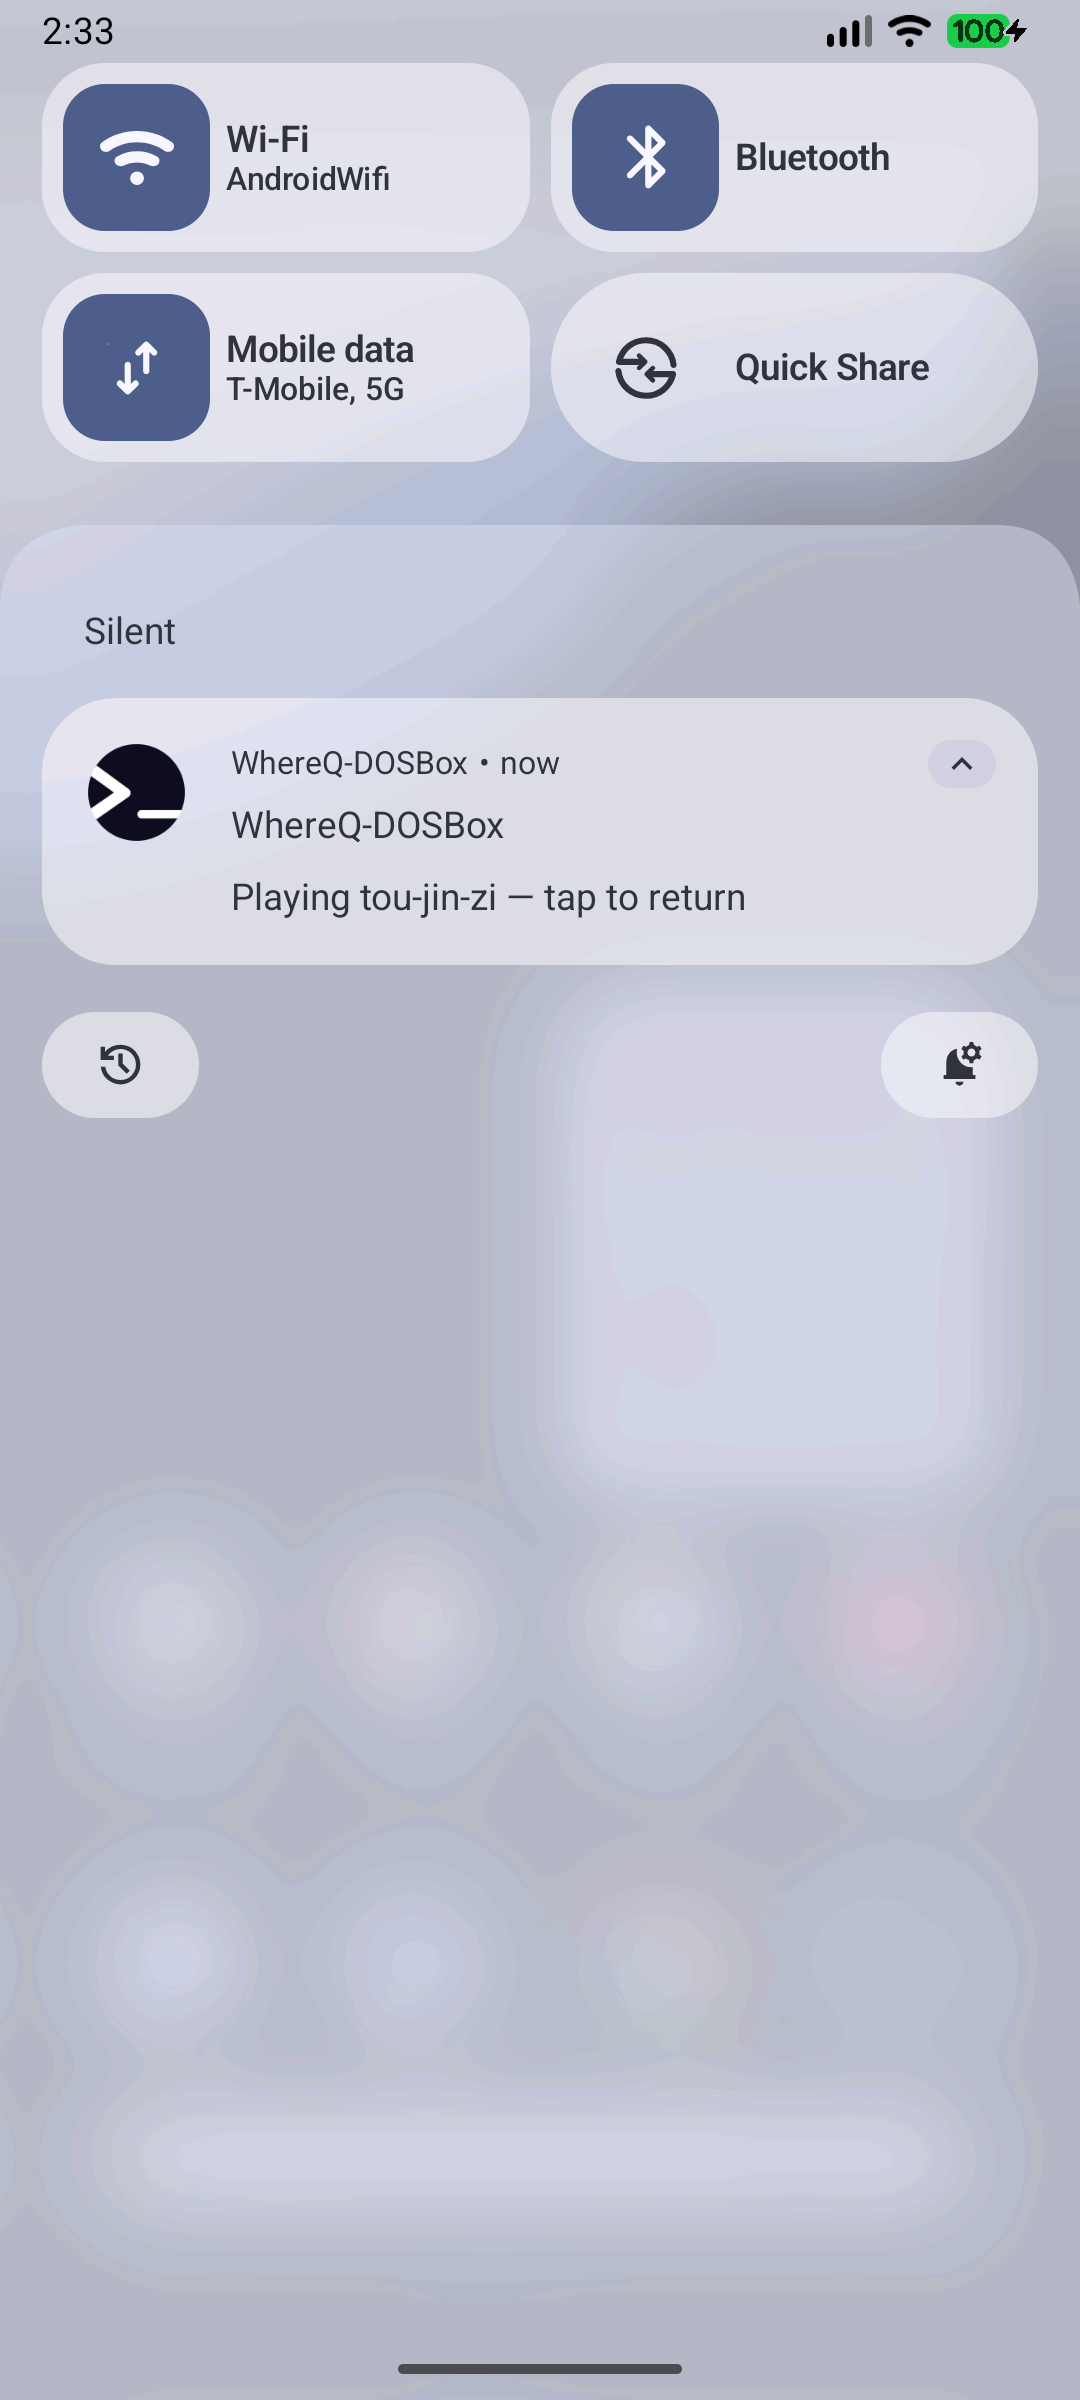 2:33
100
Wi-Fi
AndroidWifi
Bluetooth
Mobile data
T-Mobile, 5G
Quick Share
Silent
WhereQ-DOSBox • now
WhereQ-DOSBox
Playing tou-jin-zi — tap to return